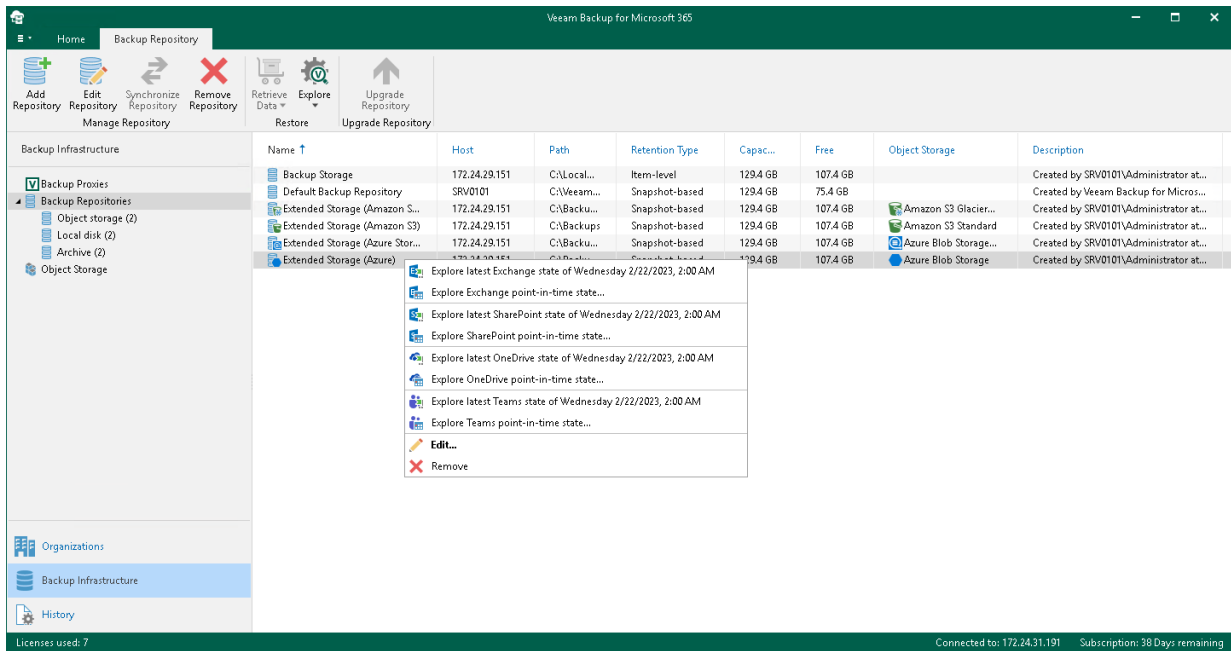 Veeam Backup for Microsoft 365
Home Backup Repository
Add Repository
Edit Repository
Synchronize Repository
Remove Repository
Manage Repository
Retrieve Data
Explore
Restore
Upgrade Repository
Upgrade Repository
Backup Infrastructure
Backup Proxies
Backup Repositories
Object storage (2)
Local disk (2)
Archive (2)
Object Storage
Organizations
Backup Infrastructure
History
Name Host Path Retention Type Capac... Free Object Storage Description
Backup Storage 172.24.29.151 C:\Local... Item-level 129.4 GB 107.4 GB Created by SRV0101\Administrator at...
Default Backup Repository SRV0101 C:\Veeam... Snapshot-based 129.4 GB 75.4 GB Created by Veeam Backup for Micros...
Extended Storage (Amazon S... 172.24.29.151 C:\Backu... Snapshot-based 129.4 GB 107.4 GB Amazon S3 Glacier... Created by SRV0101\Administrator at...
Extended Storage (Amazon S3) 172.24.29.151 C:\Backups Snapshot-based 129.4 GB 107.4 GB Amazon S3 Standard Created by SRV0101\Administrator at...
Extended Storage (Azure Stor... 172.24.29.151 C:\Backu... Snapshot-based 129.4 GB 107.4 GB Azure Blob Storage... Created by SRV0101\Administrator at...
Extended Storage (Azure) 129.4 GB 107.4 GB Azure Blob Storage Created by SRV0101\Administrator at...
Explore latest Exchange state of Wednesday 2/22/2023, 2:00 AM
Explore Exchange point-in-time state...
Explore latest SharePoint state of Wednesday 2/22/2023, 2:00 AM
Explore SharePoint point-in-time state...
Explore latest OneDrive state of Wednesday 2/22/2023, 2:00 AM
Explore OneDrive point-in-time state...
Explore latest Teams state of Wednesday 2/22/2023, 2:00 AM
Explore Teams point-in-time state...
Edit...
Remove
Licenses used: 7 Connected to: 172.24.31.191 Subscription: 38 Days remaining